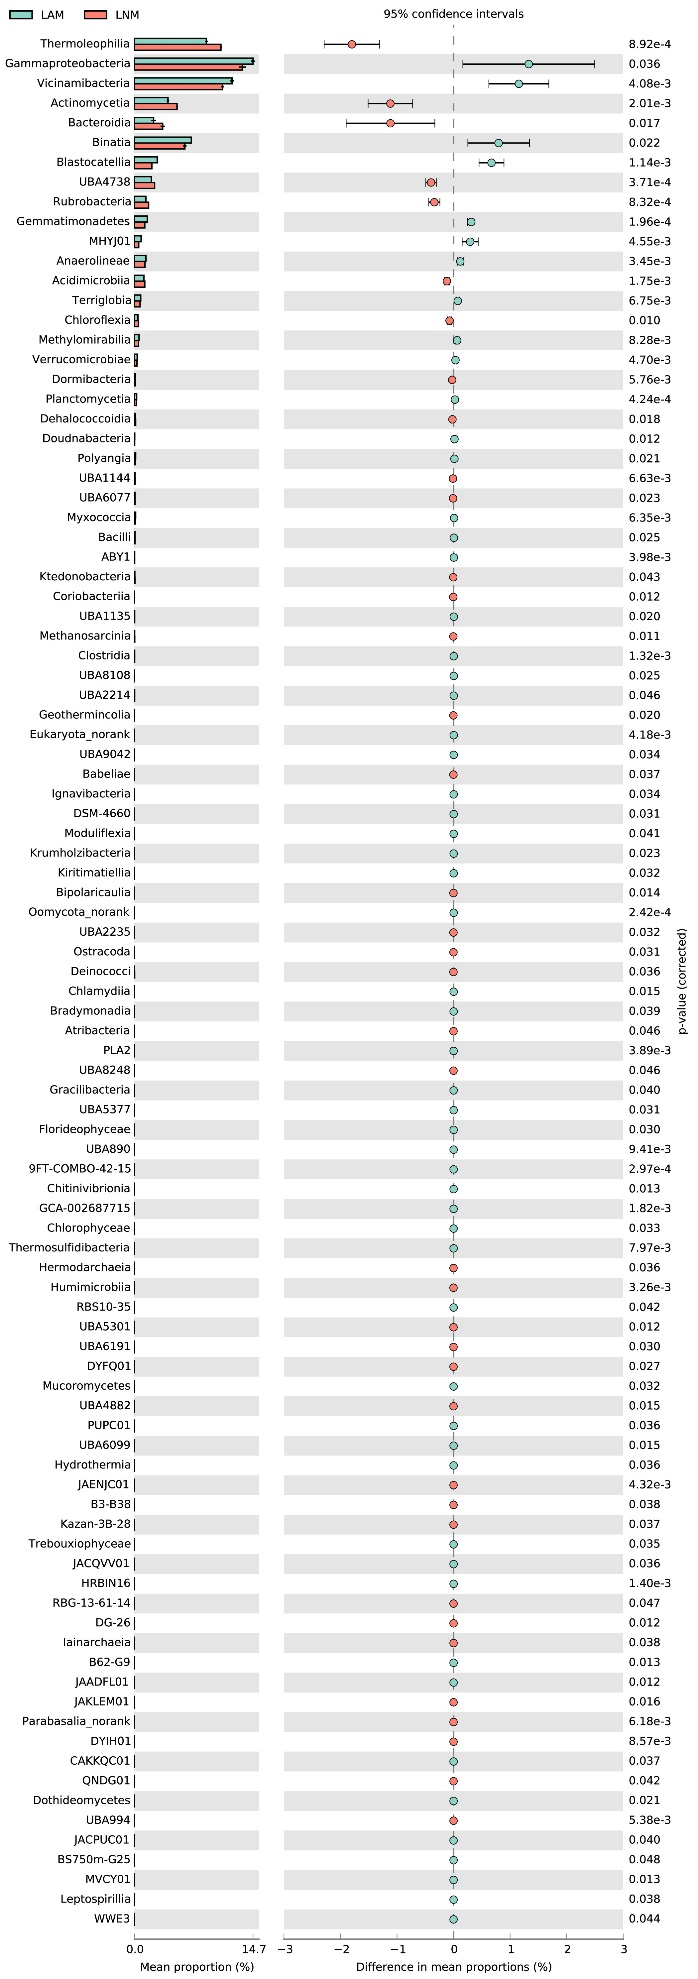 LAM LNM 95% confidence intervals
Thermoleophilia 8.92e-4
Gammaproteobacteria 0.036
Vicinamibacteria 4.08e-3
Actinomycetia 2.01e-3
Bacteroidia 0.017
Binatia 0.022
Blastocatellia 1.14e-3
UBA4738 3.71e-4
Rubrobacteria 8.32e-4
Gemmatimonadetes 1.96e-4
MHYJ01 4.55e-3
Anaerolineae 3.45e-3
Acidimicrobiia 1.75e-3
Terriglobia 6.75e-3
Chloroflexia 0.010
Methylomirabilia 8.28e-3
Verrucomicrobiae 4.70e-3
Dormibacteria 5.76e-3
Planctomycetia 4.24e-4
Dehalococcoidia 0.018
Doudnabacteria 0.012
Polyangia 0.021
UBA1144 6.63e-3
UBA6077 0.023
Myxococcia 6.35e-3
Bacilli 0.025
ABY1 3.98e-3
Ktedonobacteria 0.043
Coriobacteriia 0.012
UBA1135 0.020
Methanosarcinia 0.011
Clostridia 1.32e-3
UBA8108 0.025
UBA2214 0.046
Geothermincolia 0.020
Eukaryota_norank 4.18e-3
UBA9042 0.034
Babeliae 0.037
Ignavibacteria 0.034
DSM-4660 0.031
Moduliflexia 0.041
Krumholzibacteria 0.023
Kiritimatiellia 0.032
Bipolaricaulia 0.014
Oomycota_norank 2.42e-4
UBA2235 0.032
Ostracoda 0.031
Deinococci 0.036
Chlamydiia 0.015
Bradymonadia 0.039
Atribacteria 0.046
PLA2 3.89e-3
UBA8248 0.046
Gracilibacteria 0.040
UBA5377 0.031
Florideophyceae 0.030
UBA890 9.41e-3
9FT-COMBO-42-15 2.97e-4
Chitinivibrionia 0.013
GCA-002687715 1.82e-3
Chlorophyceae 0.033
Thermosulfidibacteria 7.97e-3
Hermodarchaeia 0.036
Humimicrobiia 3.26e-3
RBS10-35 0.042
UBA5301 0.012
UBA6191 0.030
DYFQ01 0.027
Mucoromycetes 0.032
UBA4882 0.015
PUPC01 0.036
UBA6099 0.015
Hydrothermia 0.036
JAENJC01 4.32e-3
B3-B38 0.038
Kazan-3B-28 0.037
Trebouxiophyceae 0.035
JACQVV01 0.036
HRBIN16 1.40e-3
RBG-13-61-14 0.047
DG-26 0.012
Iainarchaeia 0.038
B62-G9 0.013
JAADFL01 0.012
JAKLEM01 0.016
Parabasalia_norank 6.18e-3
DYIH01 8.57e-3
CAKKQC01 0.037
QNDG01 0.042
Dothideomycetes 0.021
UBA994 5.38e-3
JACPUC01 0.040
BS750m-G25 0.048
MVCY01 0.013
Leptospirillia 0.038
WWE3 0.044
p-value (corrected)
0.0 14.7 −3 −2 −1 0 1 2 3
Mean proportion (%) Difference in mean proportions (%)